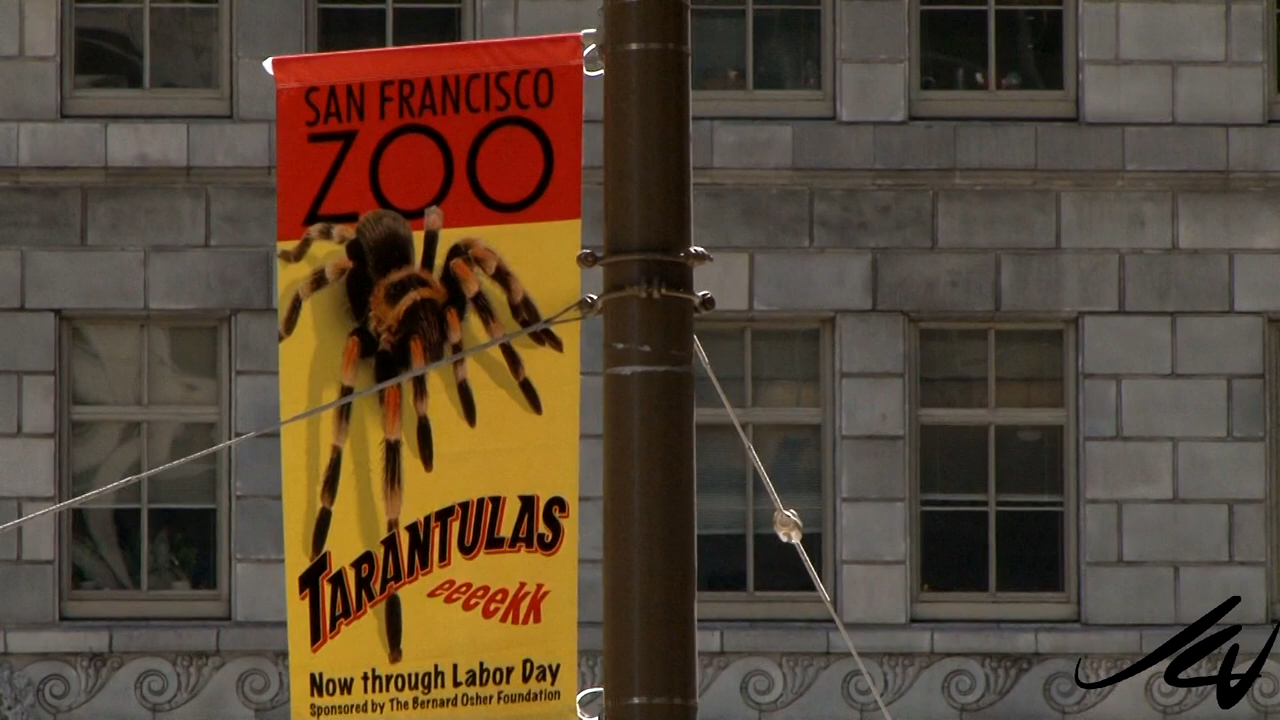 SAN FRANCISCO
ZOO
TARANTULAS
eeeekk
Now through Labor Day
Sponsored by The Bernard Osher Foundation